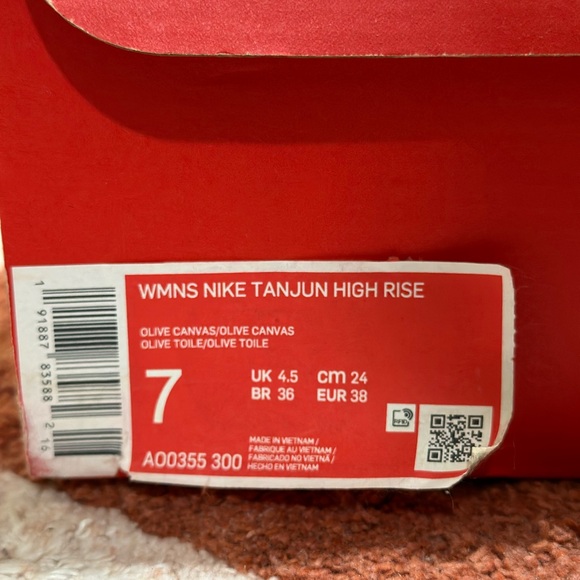 WMNS NIKE TANJUN HIGH RISE
OLIVE CANVAS/OLIVE CANVAS
OLIVE TOILE/OLIVE TOILE
7
UK 4.5 cm 24
BR 36 EUR 38
AO0355 300
MADE IN VIETNAM /
FABRIQUE AU VIETNAM /
FABRICADO NO VIETNÃ /
HECHO EN VIETNAM
RFID
1 91887 83588 2 16